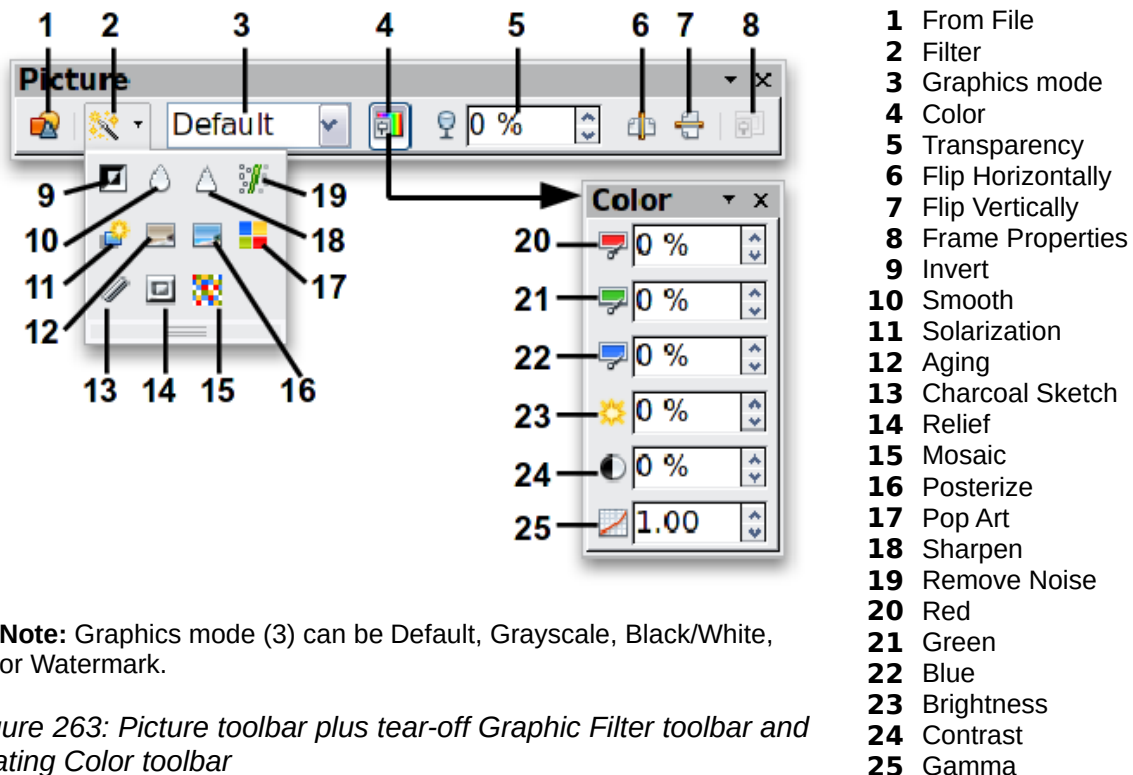 1 2 3 4 5 6 7 8
Picture
Default
0 %
9
19
10
18
11
17
12
13 14 15 16
Color
20 0 %
21 0 %
22 0 %
23 0 %
24 0 %
25 1.00
Note: Graphics mode (3) can be Default, Grayscale, Black/White,
or Watermark.
gure 263: Picture toolbar plus tear-off Graphic Filter toolbar and
ating Color toolbar
1 From File
2 Filter
3 Graphics mode
4 Color
5 Transparency
6 Flip Horizontally
7 Flip Vertically
8 Frame Properties
9 Invert
10 Smooth
11 Solarization
12 Aging
13 Charcoal Sketch
14 Relief
15 Mosaic
16 Posterize
17 Pop Art
18 Sharpen
19 Remove Noise
20 Red
21 Green
22 Blue
23 Brightness
24 Contrast
25 Gamma